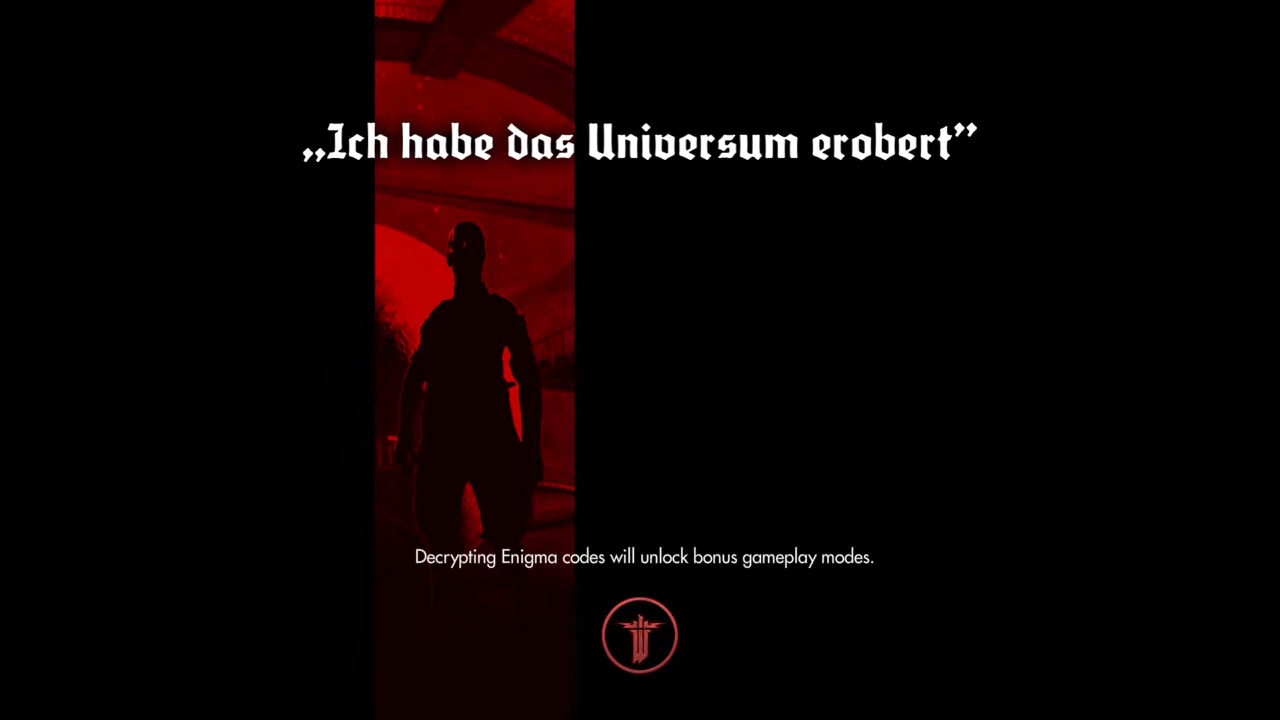 „Ich habe das Universum erobert”
Decrypting Enigma codes will unlock bonus gameplay modes.